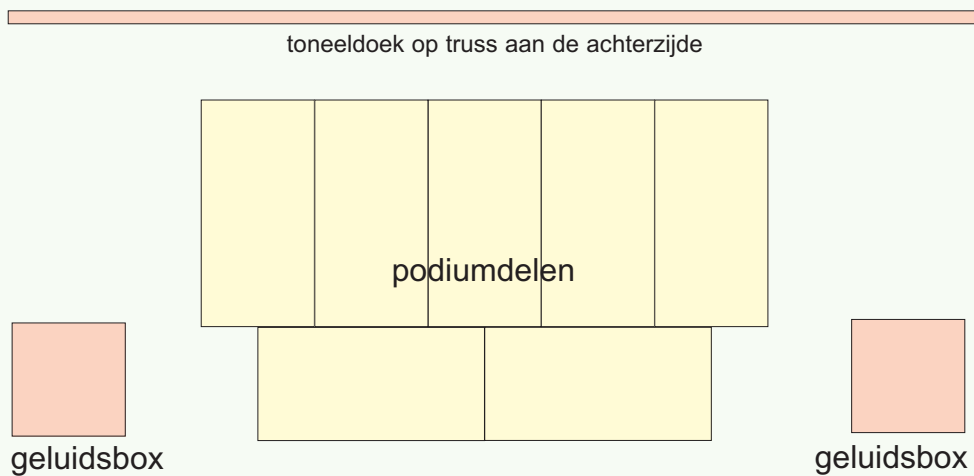 toneeldoek op truss aan de achterzijde
podiumdelen
geluidsbox
geluidsbox